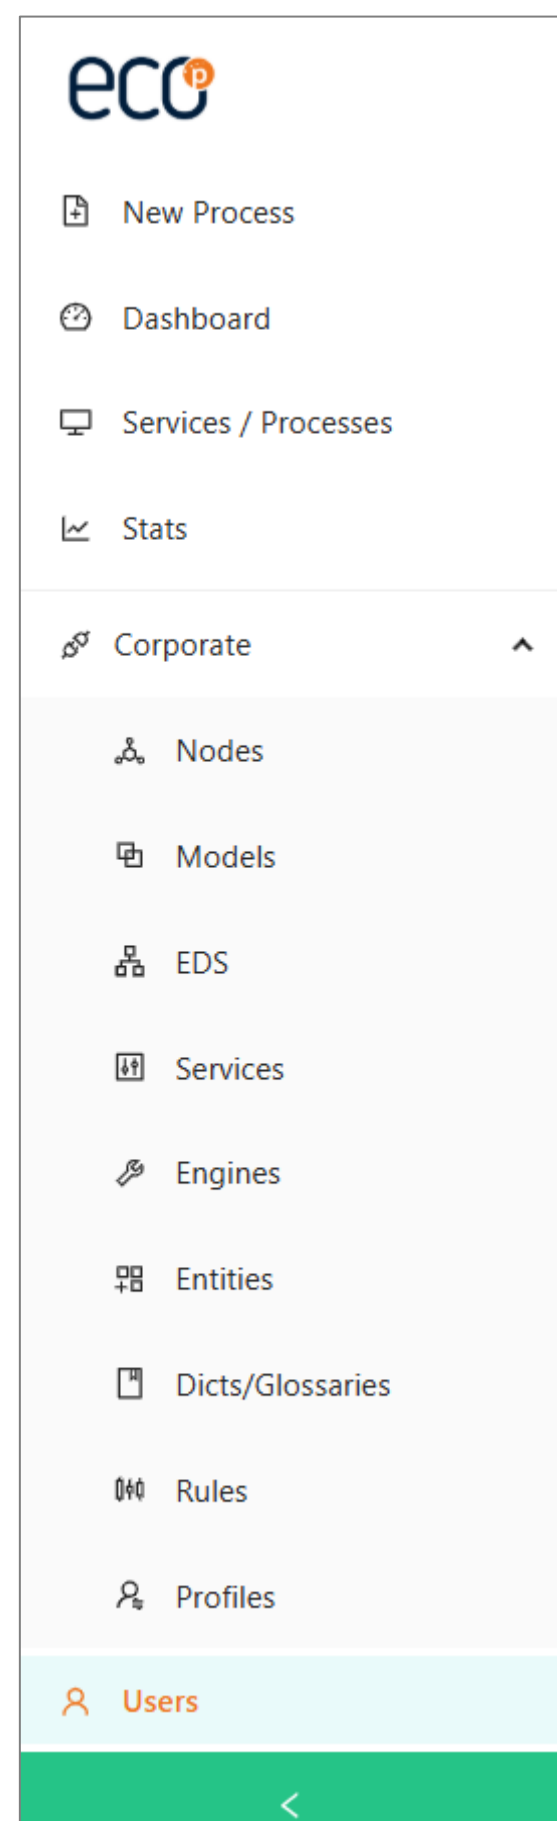 eco
p
New Process
Dashboard
Services / Processes
Stats
Corporate
Nodes
Models
EDS
Services
Engines
Entities
Dicts/Glossaries
Rules
Profiles
Users